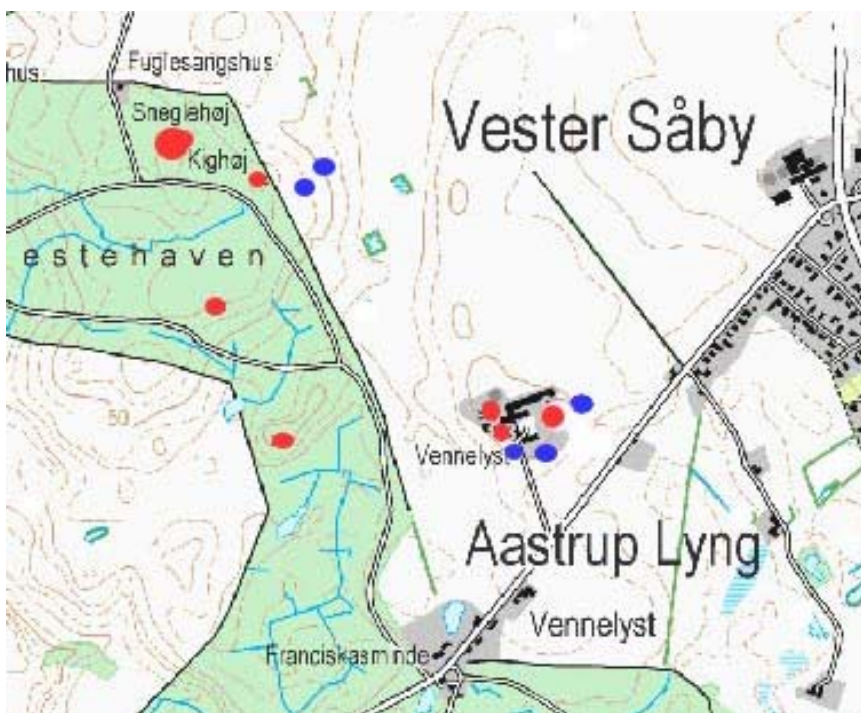 Fuglesangshus
hus
Sneglehøj
Kighøj
Vester Såby
estehaven
50
Vennelyst
Aastrup Lyng
Vennelyst
Franciskasminde